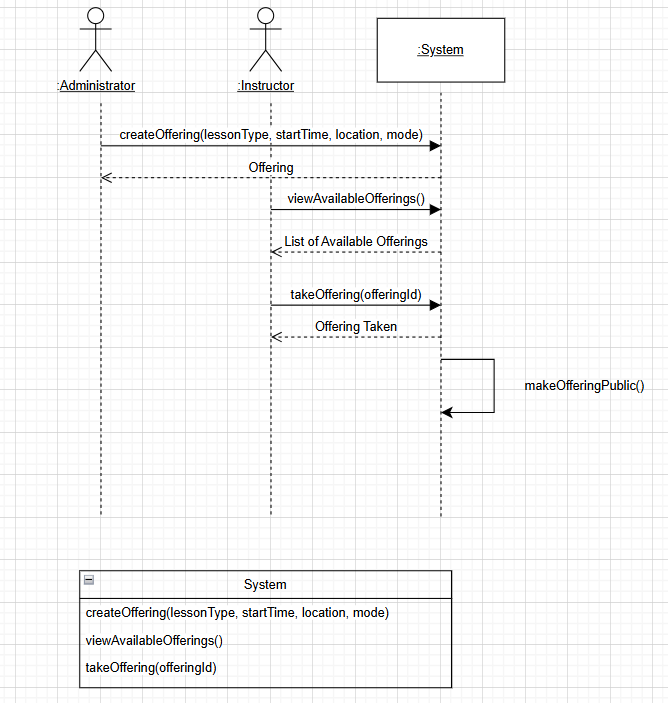 :Administrator
:Instructor
:System
createOffering(lessonType, startTime, location, mode)
Offering
viewAvailableOfferings()
List of Available Offerings
takeOffering(offeringId)
Offering Taken
makeOfferingPublic()
System
createOffering(lessonType, startTime, location, mode)
viewAvailableOfferings()
takeOffering(offeringId)